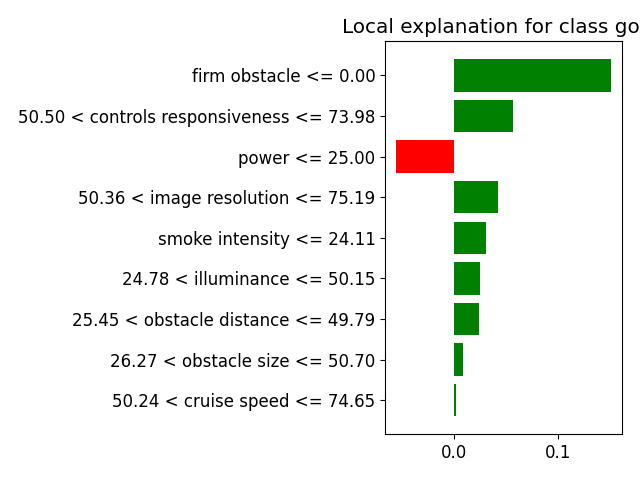 Local explanation for class go
firm obstacle <= 0.00
50.50 < controls responsiveness <= 73.98
power <= 25.00
50.36 < image resolution <= 75.19
smoke intensity <= 24.11
24.78 < illuminance <= 50.15
25.45 < obstacle distance <= 49.79
26.27 < obstacle size <= 50.70
50.24 < cruise speed <= 74.65
0.0 0.1